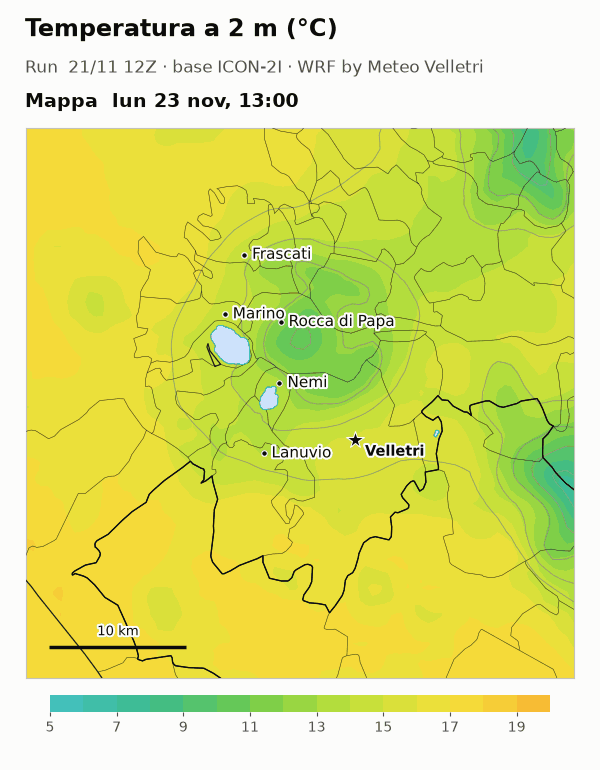 Temperatura a 2 m (°C)
Run  21/11 12Z · base ICON-2I · WRF by Meteo Velletri
Mappa  lun 23 nov, 13:00
Frascati
Marino
Rocca di Papa
Nemi
Velletri
Lanuvio
10 km
5 7 9 11 13 15 17 19